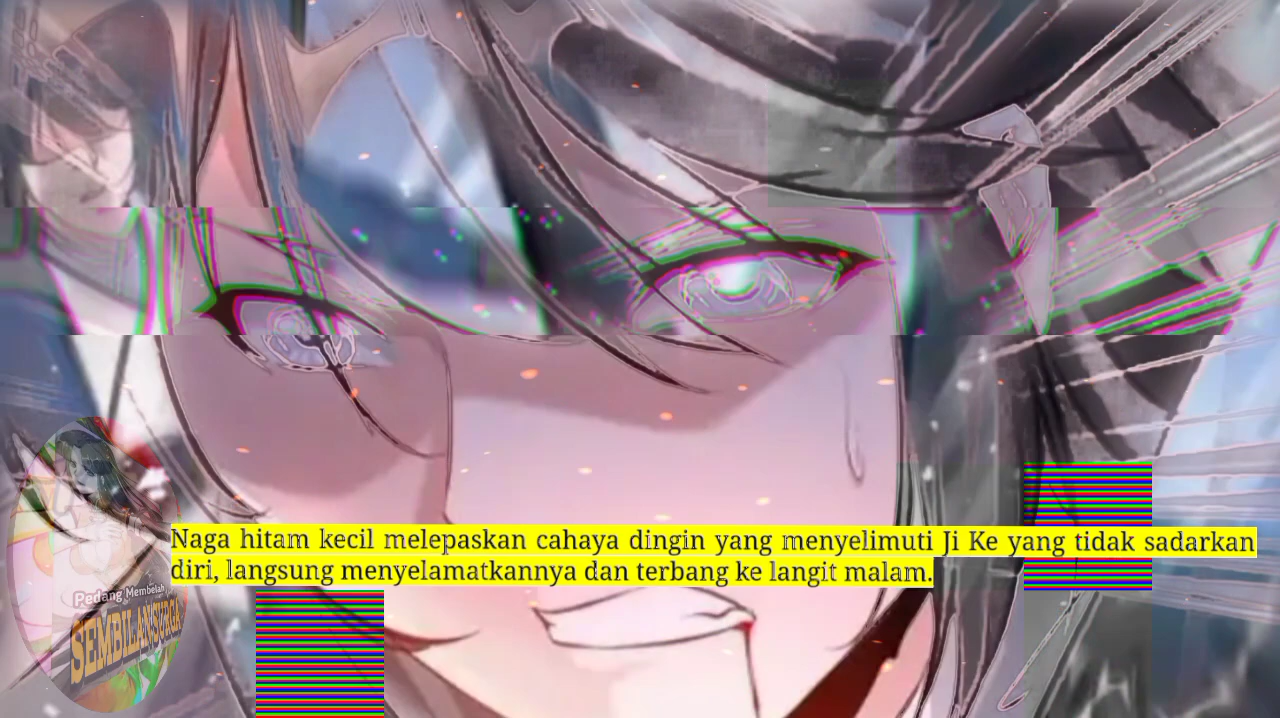 Naga hitam kecil melepaskan cahaya dingin yang menyelimuti Ji Ke yang tidak sadarkan
diri, langsung menyelamatkannya dan terbang ke langit malam.
Pedang Membelah
SEMBILAN SURGA